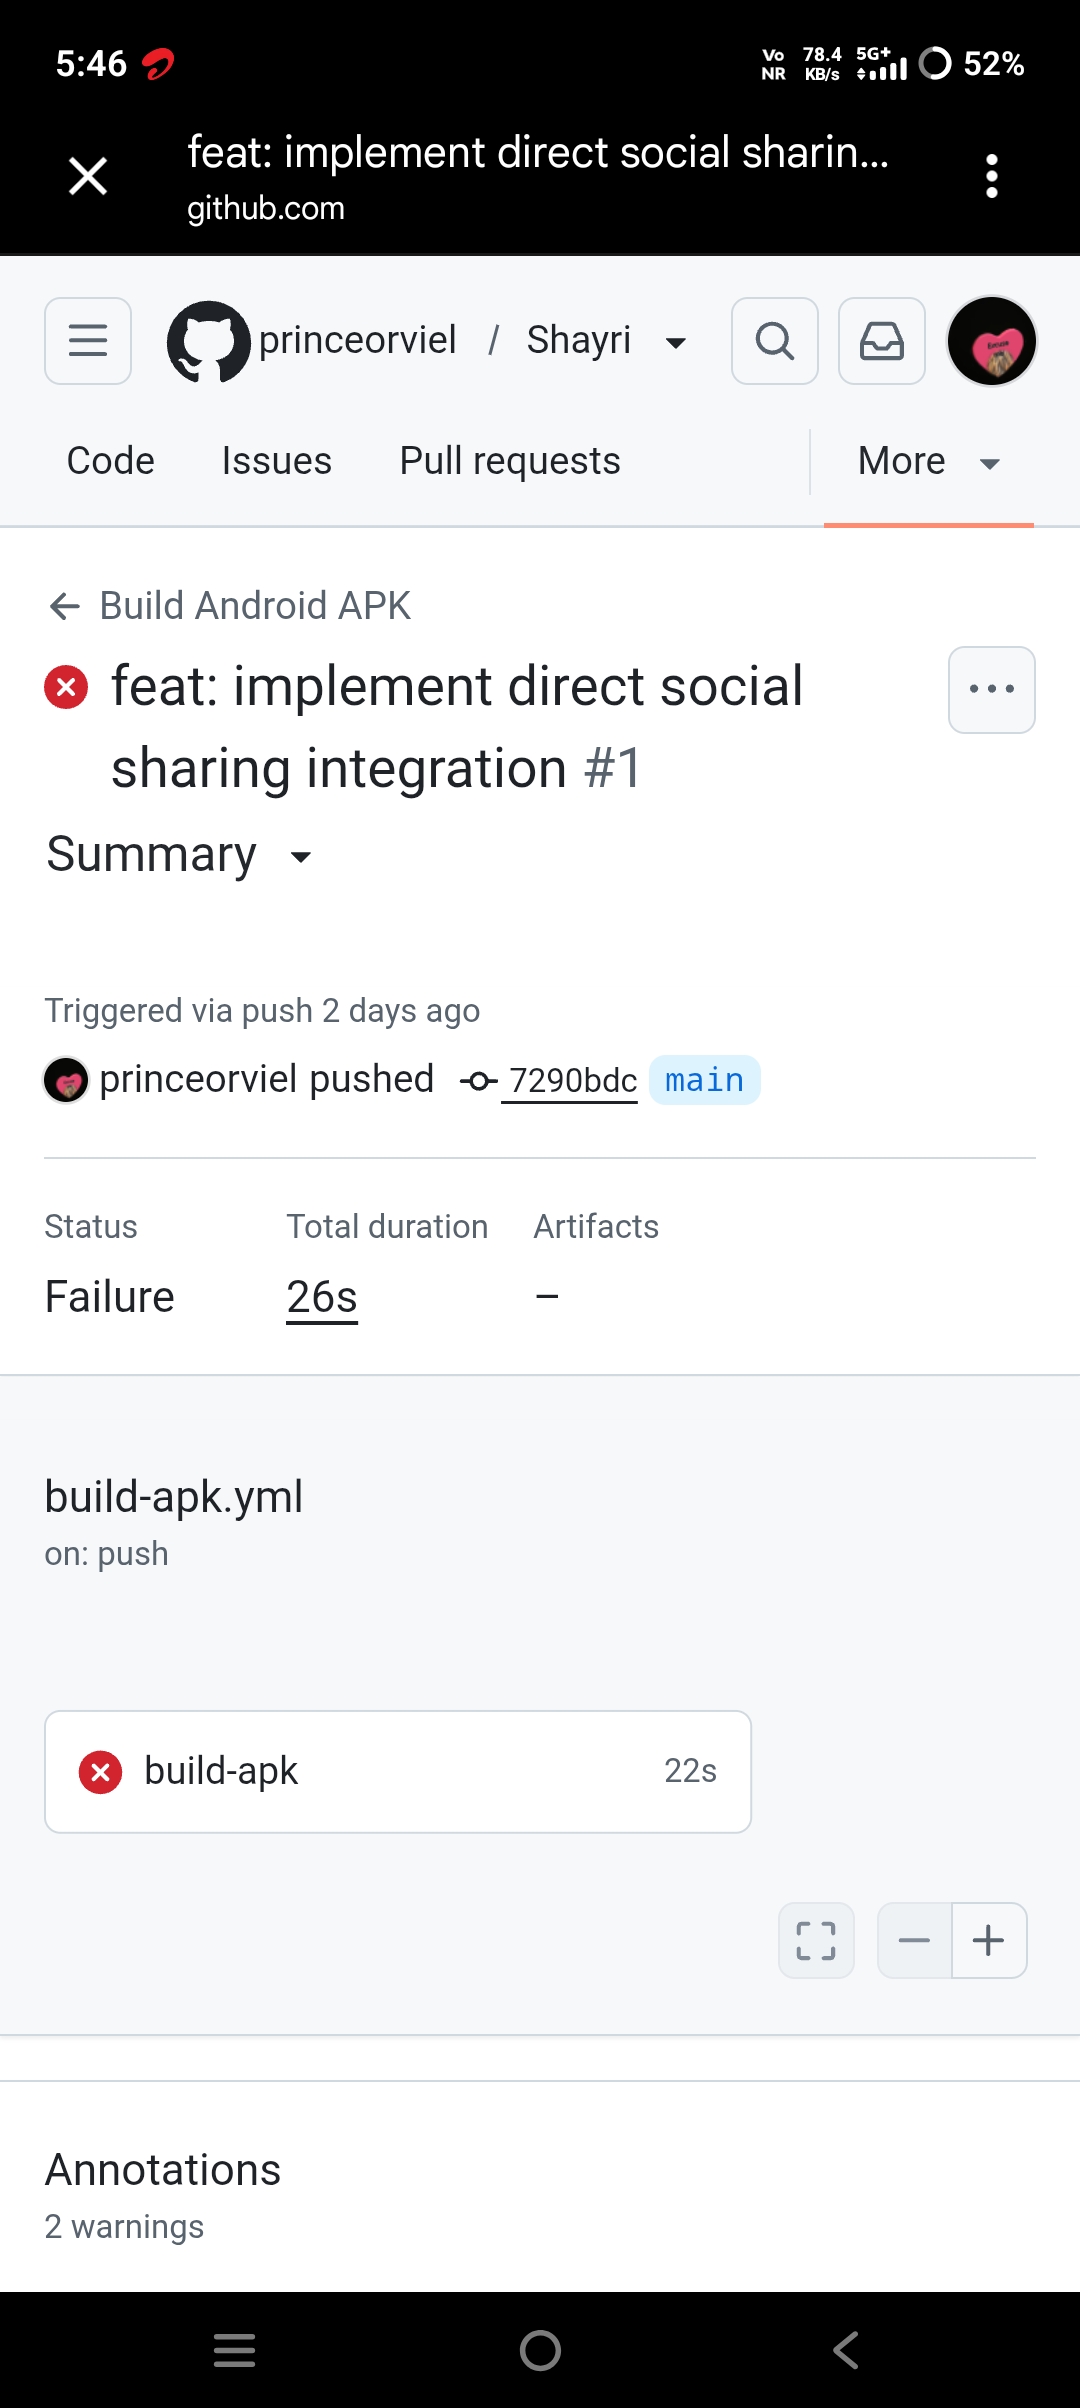 5:46
Vo NR 78.4 KB/s 5G+ 52%
feat: implement direct social sharin...
github.com
princeorviel / Shayri
Code Issues Pull requests More
Build Android APK
feat: implement direct social
sharing integration #1
Summary
Triggered via push 2 days ago
princeorviel pushed 7290bdc main
Status Total duration Artifacts
Failure 26s –
build-apk.yml
on: push
build-apk 22s
Annotations
2 warnings